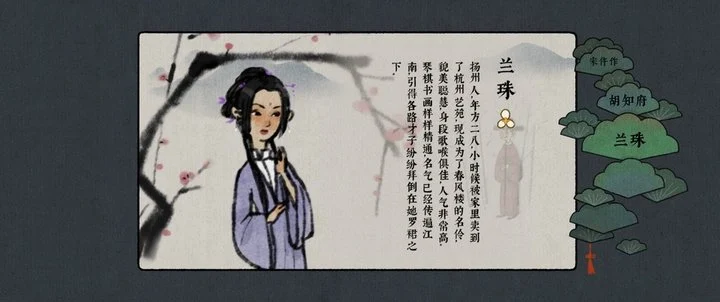 兰珠
扬州人，年方二八，小时候被家里卖到
了杭州艺苑，现成为了春风楼的名伶，
貌美聪慧，身段歌喉俱佳，人气非常高，
琴棋书画样样精通，名气已经传遍江
南，引得各路才子纷纷拜倒在她罗裙之
下。
宋仵作
胡知府
兰珠